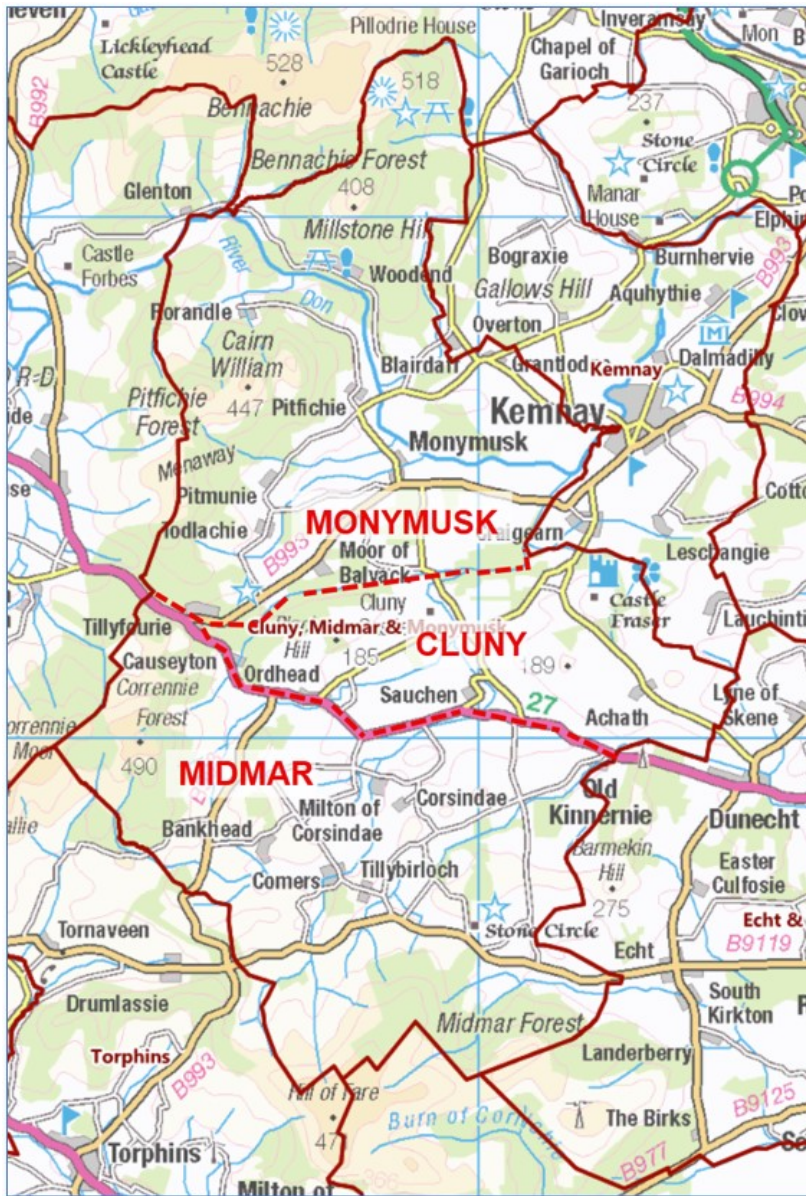 Pillodrie House
Inveramsay
Mon
Lickleyhead
Castle
Chapel of
Garioch
528
518
B992
Bennachie
237
Stone
Circle
Bennachie Forest
Glenton
408
Manar
House
Elphin
Millstone Hill
River
Don
Castle
Forbes
Woodend
Bograxie
Burnhervie
B993
Gallows Hill
Aquhythie
Porandle
Overton
Cairn
William
Blairdaff
Dalmadilly
Kemnay
Pitfichie
Forest
447
Pitfichie
Kemnay
B994
Monymusk
Menaway
Pitmunie
MONYMUSK
Todlachie
B993
Moor of
Balvack
Craigearn
Leschangie
Castle
Fraser
Cluny
Tillyfourie
Cluny, Midmar & Monymusk
Hill
CLUNY
Causeyton
185
189
Ordhead
Corrennie
Forest
Sauchen
27
Achath
Lyne of
Skene
Moor
490
MIDMAR
Old
Kinnernie
Corsindae
Milton of
Corsindae
Dunecht
Bankhead
Barmekin
Hill
Tillybirloch
Easter
Culfosie
Comers
275
Stone Circle
Echt &
B9119
Tornaveen
Echt
Drumlassie
South
Kirkton
Midmar Forest
Torphins
Landerberry
B993
Hill of Fare
The Birks
B9125
Torphins
B977
Milton of